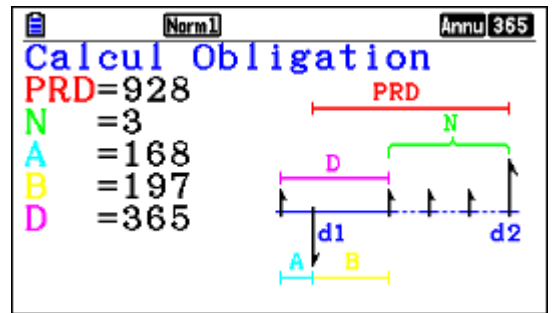 Norm1 Annu 365
Calcul Obligation
PRD=928
N =3
A =168
B =197
D =365
PRD
N
D
d1 d2
A B